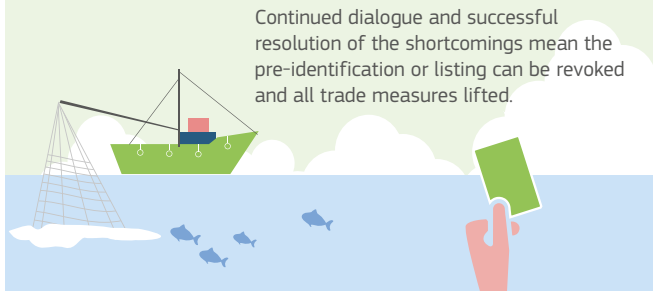 Continued dialogue and successful
resolution of the shortcomings mean the
pre-identification or listing can be revoked
and all trade measures lifted.